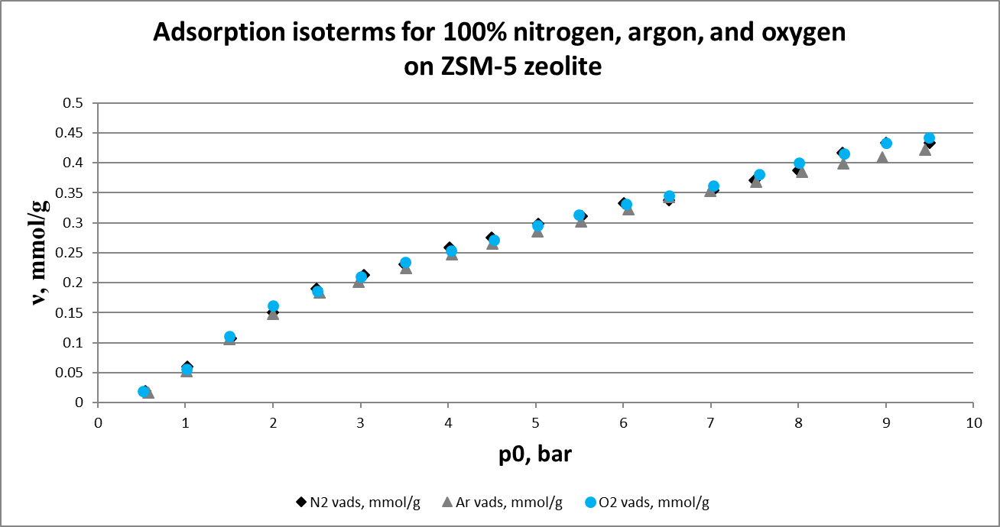 Adsorption isoterms for 100% nitrogen, argon, and oxygen
on ZSM-5 zeolite
0.5
0.45
0.4
0.35
0.3
0.25
0.2
0.15
0.1
0.05
0
ν, mmol/g
0 1 2 3 4 5 6 7 8 9 10
p0, bar
N2 vads, mmol/g Ar vads, mmol/g O2 vads, mmol/g